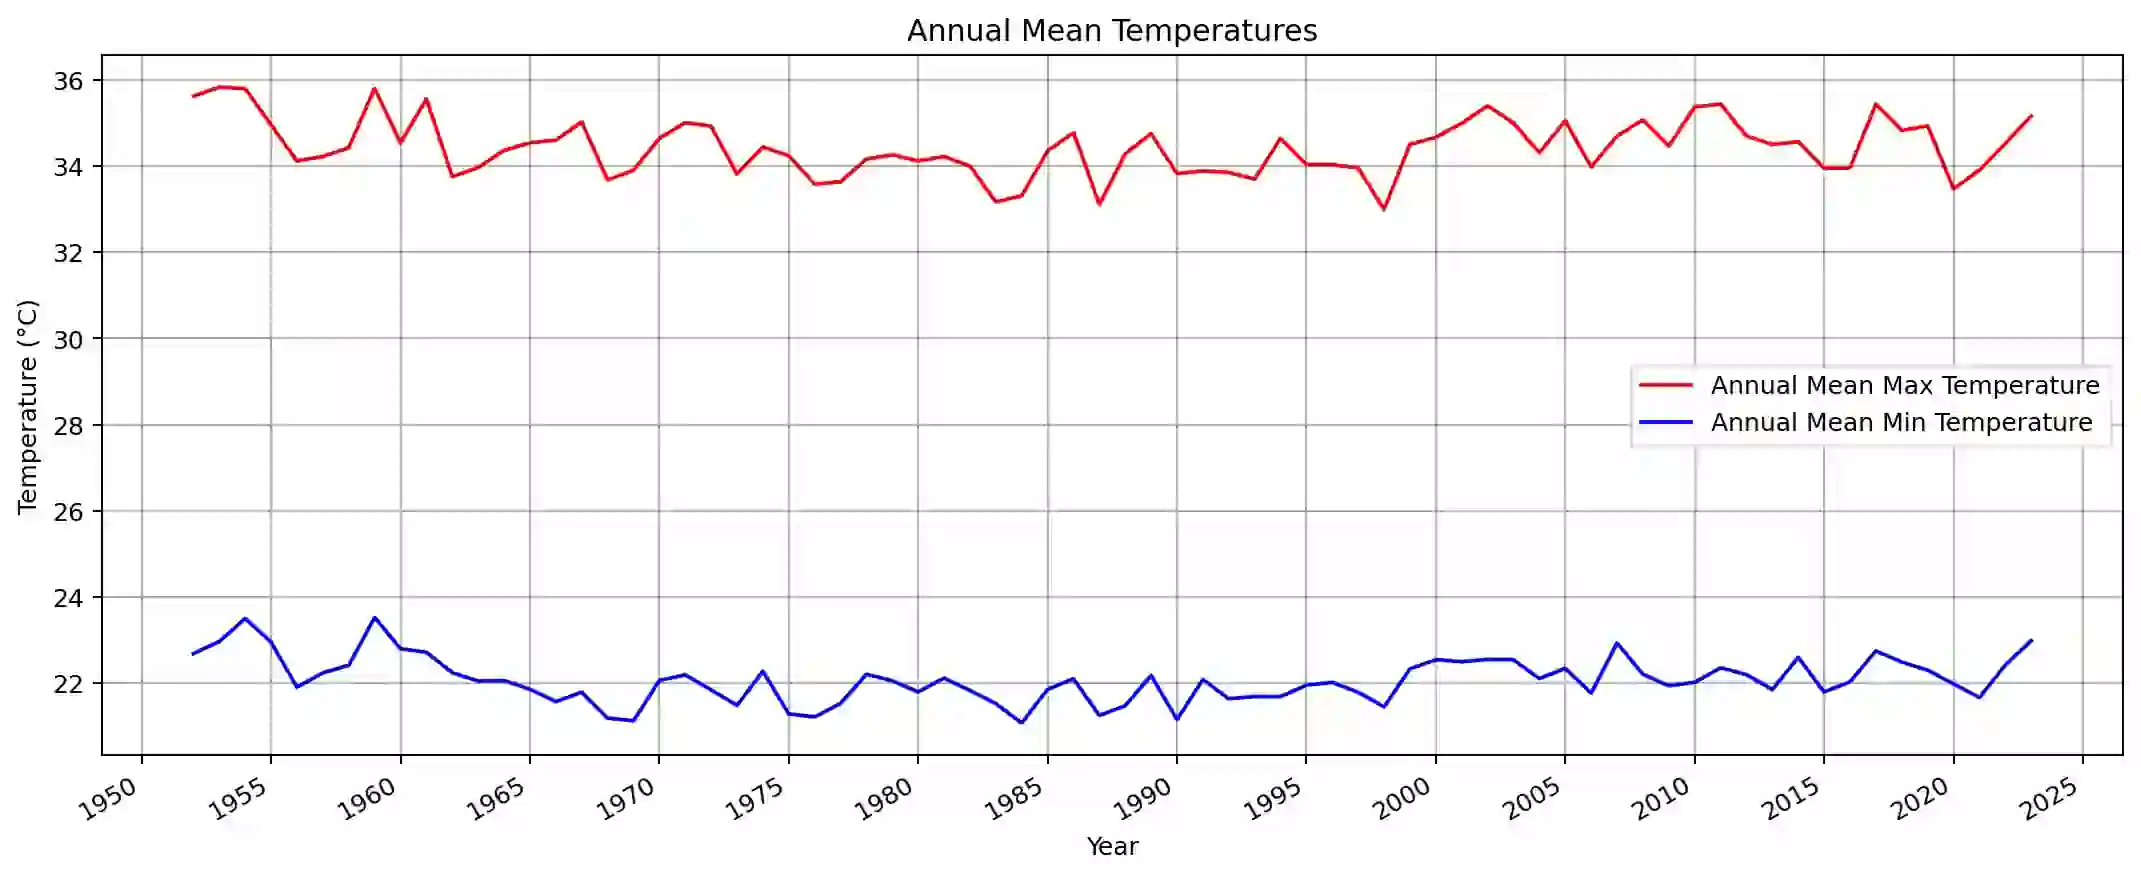 Annual Mean Temperatures
36
34
32
30
28
26
24
22
Temperature (°C)
Annual Mean Max Temperature
Annual Mean Min Temperature
1950 1955 1960 1965 1970 1975 1980 1985 1990 1995 2000 2005 2010 2015 2020 2025
Year